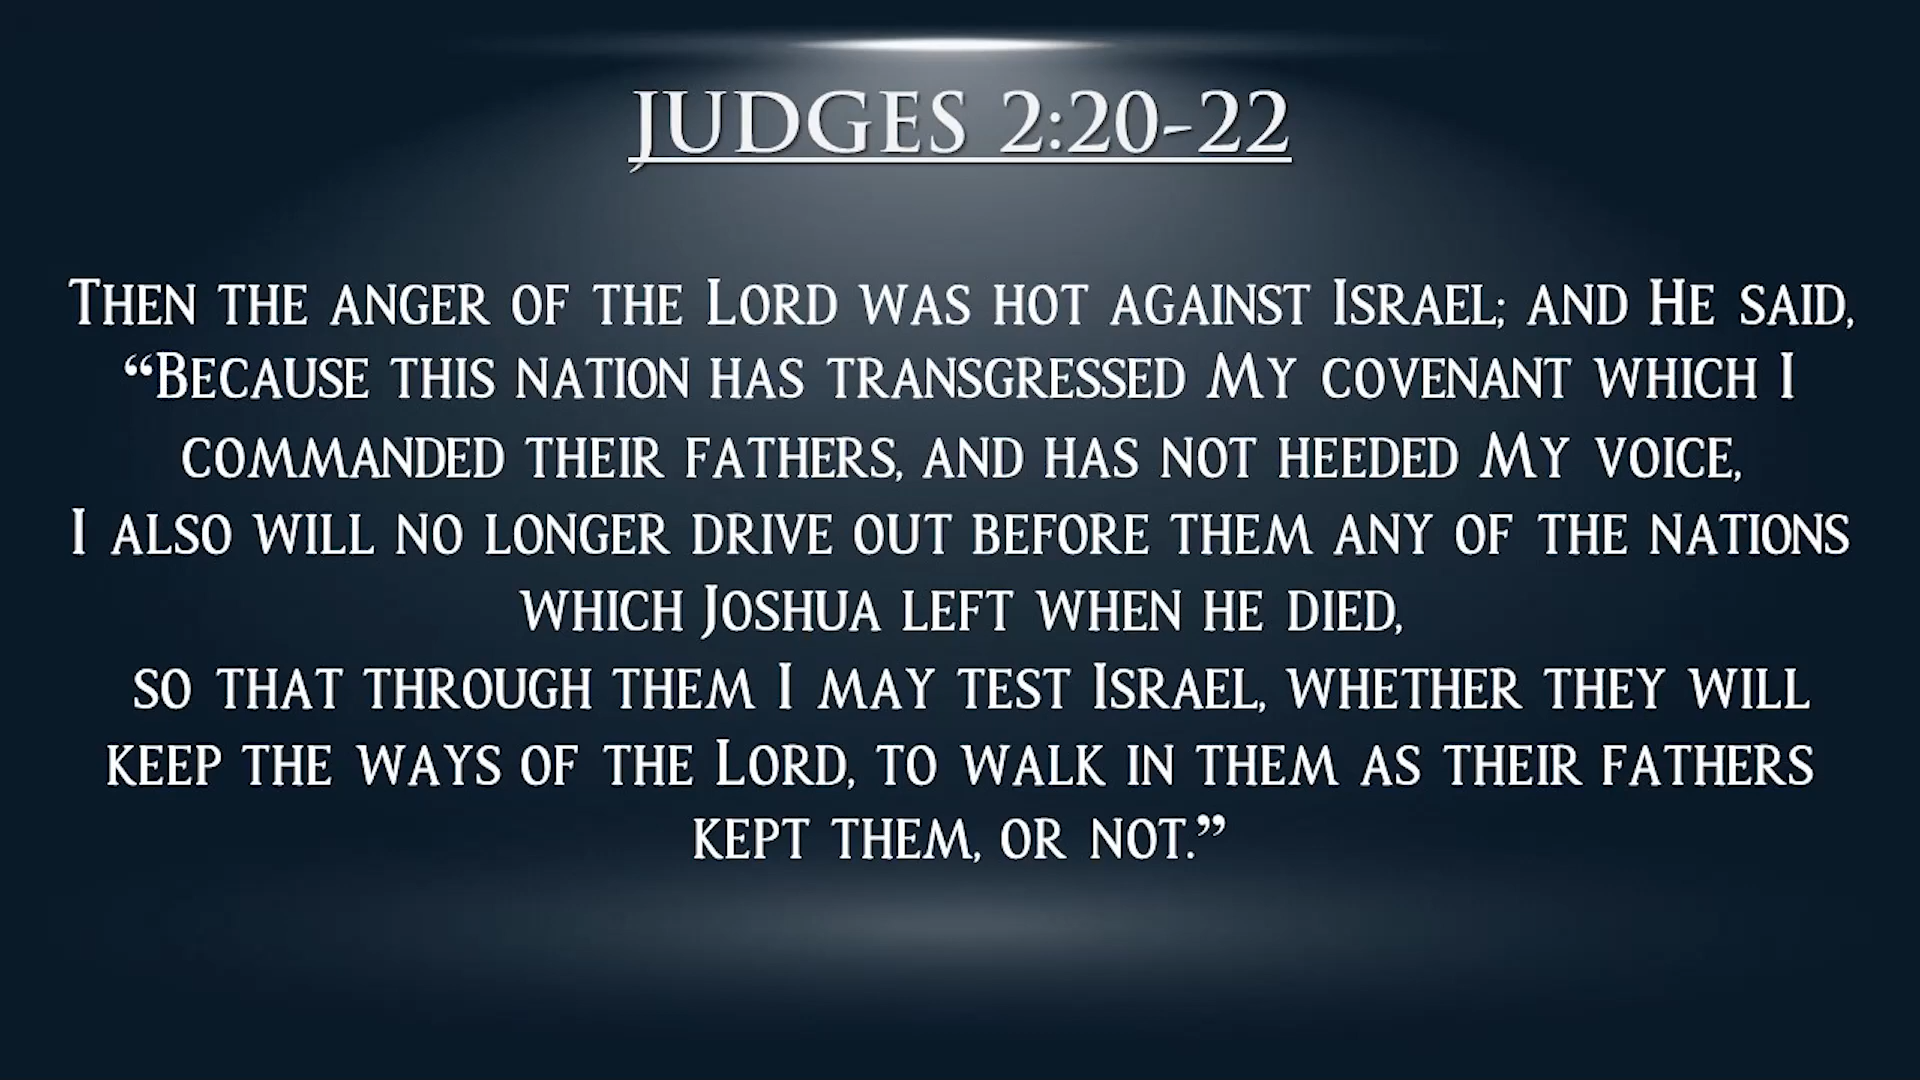 JUDGES 2:20-22
Then the anger of the Lord was hot against Israel; and He said,
“Because this nation has transgressed My covenant which I
commanded their fathers, and has not heeded My voice,
I also will no longer drive out before them any of the nations
which Joshua left when he died,
so that through them I may test Israel, whether they will
keep the ways of the Lord, to walk in them as their fathers
kept them, or not.”